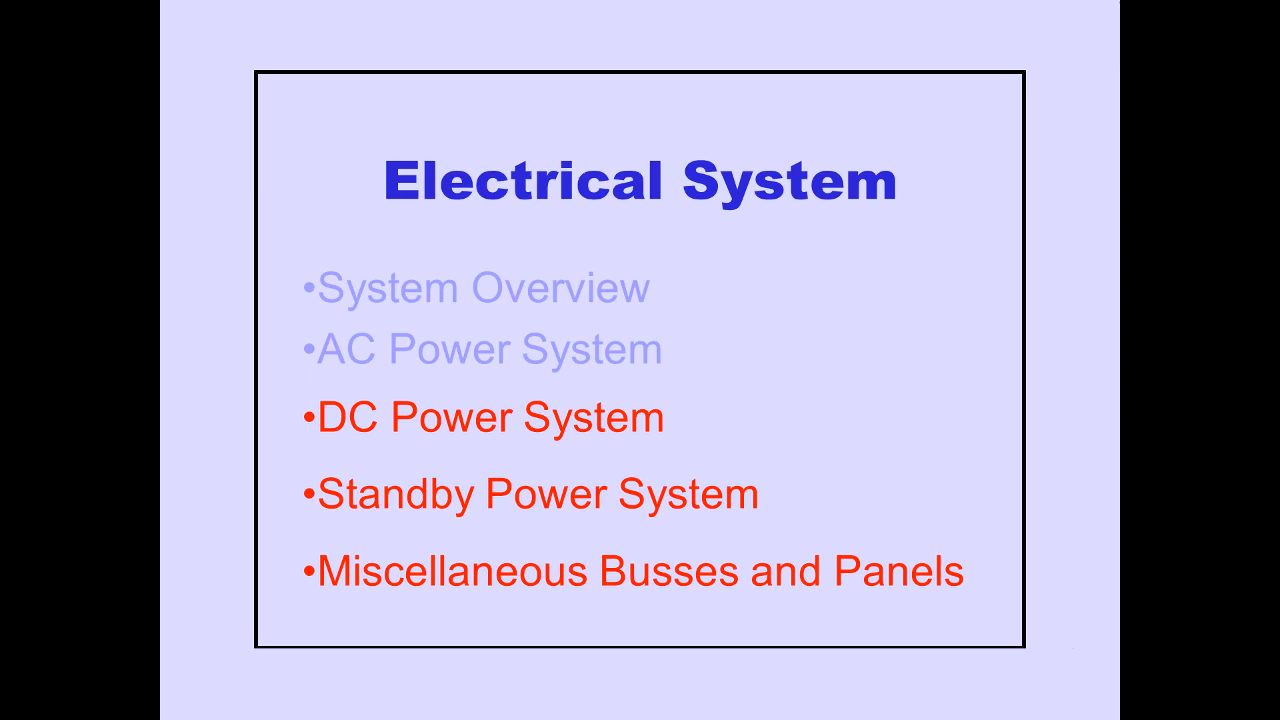 Electrical System
•System Overview
•AC Power System
•DC Power System
•Standby Power System
•Miscellaneous Busses and Panels